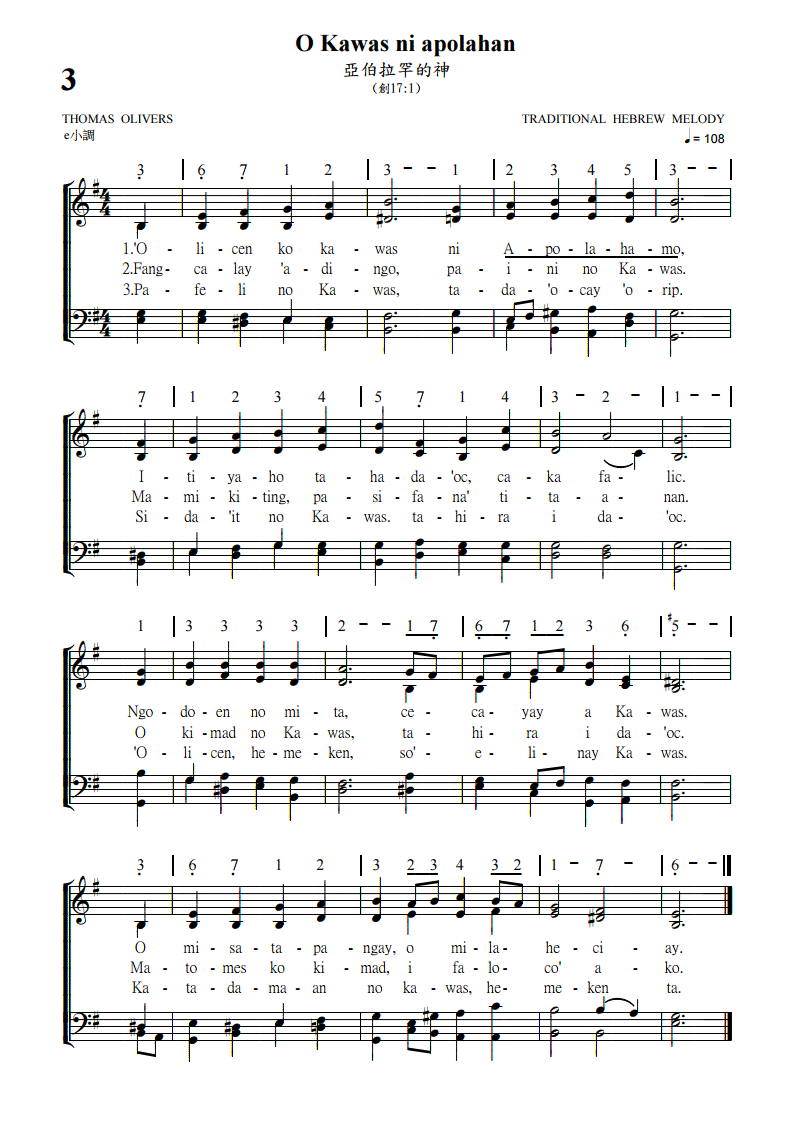 O Kawas ni apolahan
亞伯拉罕的神
3
（創17:1）
THOMAS OLIVERS
TRADITIONAL HEBREW MELODY
e小調
♩ = 108
3̣ | 6̣ 7̣ 1 2 | 3 - - 1 | 2 3 4 5 | 3 - - |
1.'O - li - cen ko ka - was ni A - po - la - ha - mo,
2.Fang - ca - lay 'a - di - ngo, pa - i - ni no Ka - was.
3.Pa - fe - li no Ka - was, ta - da - 'o - cay 'o - rip.
7̣ | 1 2 3 4 | 5 7̣ 1 4 | 3 - 2 - | 1 - - |
I - ti - ya - ho ta - ha - da - 'oc, ca - ka fa - lic.
Ma - mi - ki - ting, pa - si - fa - na' ti - ta - a - nan.
Si - da - 'it no Ka - was. ta - hi - ra i da - 'oc.
1 | 3 3 3 3 | 2 - - 1 7̣ | 6̣ 7̣ 1 2 3 6̣ | #5̣ - - |
Ngo - do - en no mi - ta, ce - ca - yay a Ka - was.
O ki - mad no Ka - was, ta - hi - ra i da - 'oc.
'O - li - cen, he - me - ken, so' - e - li - nay Ka - was.
3̣ | 6̣ 7̣ 1 2 | 3 2 3 4 3 2 | 1 - 7̣ - | 6̣ - - ‖
O mi - sa - ta - pa - ngay, o mi - la - he - ci - ay.
Ma - to - mes ko ki - mad, i fa - lo - co' a - ko.
Ka - ta - da - ma - an no ka - was, he - me - ken ta.